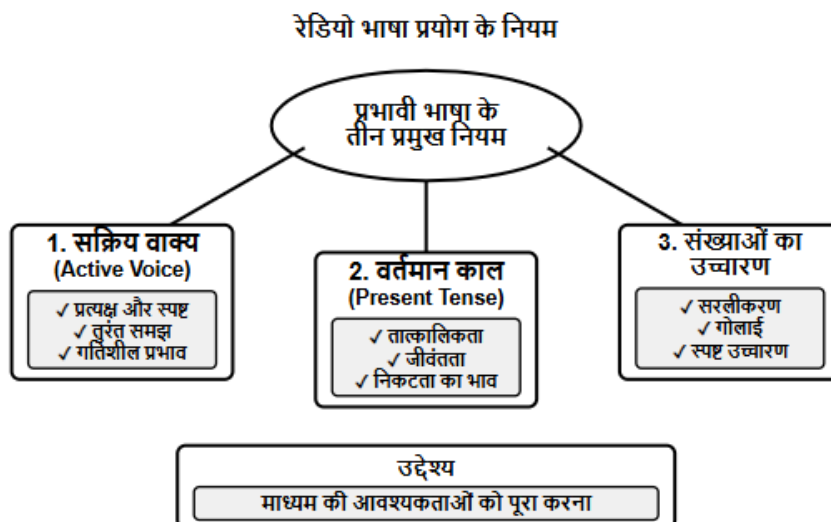 रेडियो भाषा प्रयोग के नियम
प्रभावी भाषा के
तीन प्रमुख नियम
1. सक्रिय वाक्य
(Active Voice)
✓ प्रत्यक्ष और स्पष्ट
✓ तुरंत समझ
✓ गतिशील प्रभाव
2. वर्तमान काल
(Present Tense)
✓ तात्कालिकता
✓ जीवंतता
✓ निकटता का भाव
3. संख्याओं का
उच्चारण
✓ सरलीकरण
✓ गोलाई
✓ स्पष्ट उच्चारण
उद्देश्य
माध्यम की आवश्यकताओं को पूरा करना